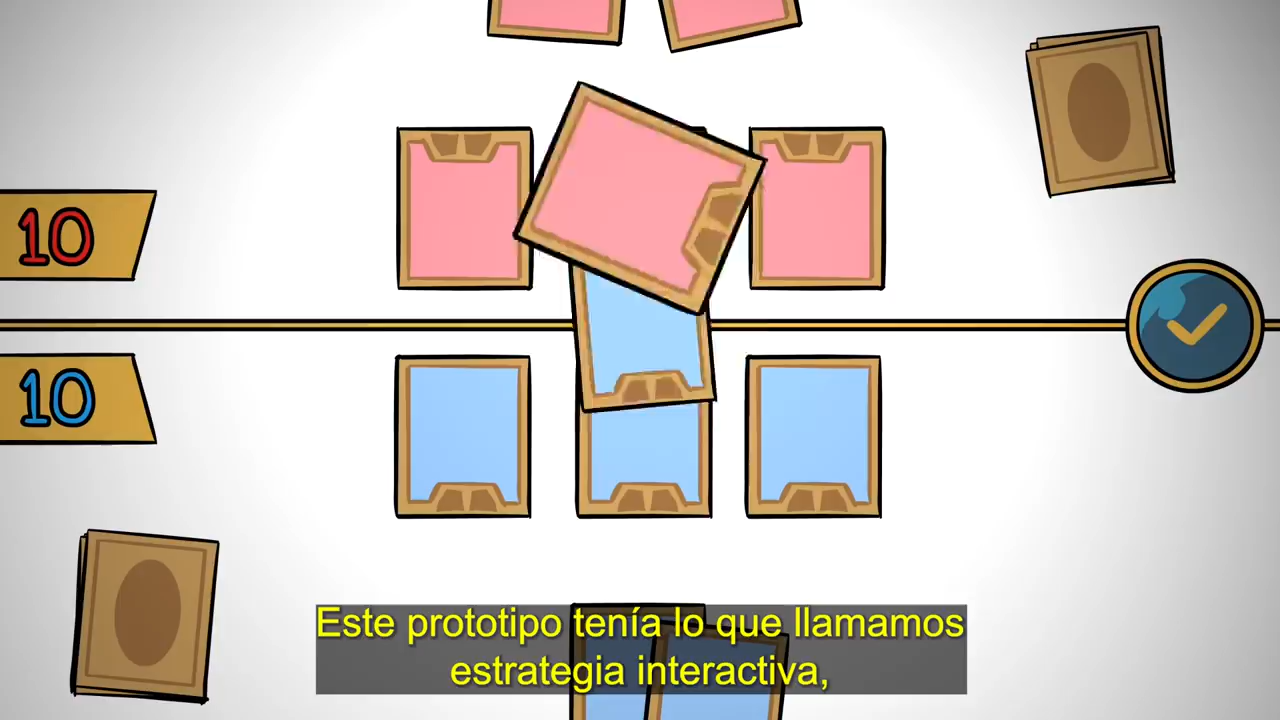 10
10
Este prototipo tenía lo que llamamos
estrategia interactiva,